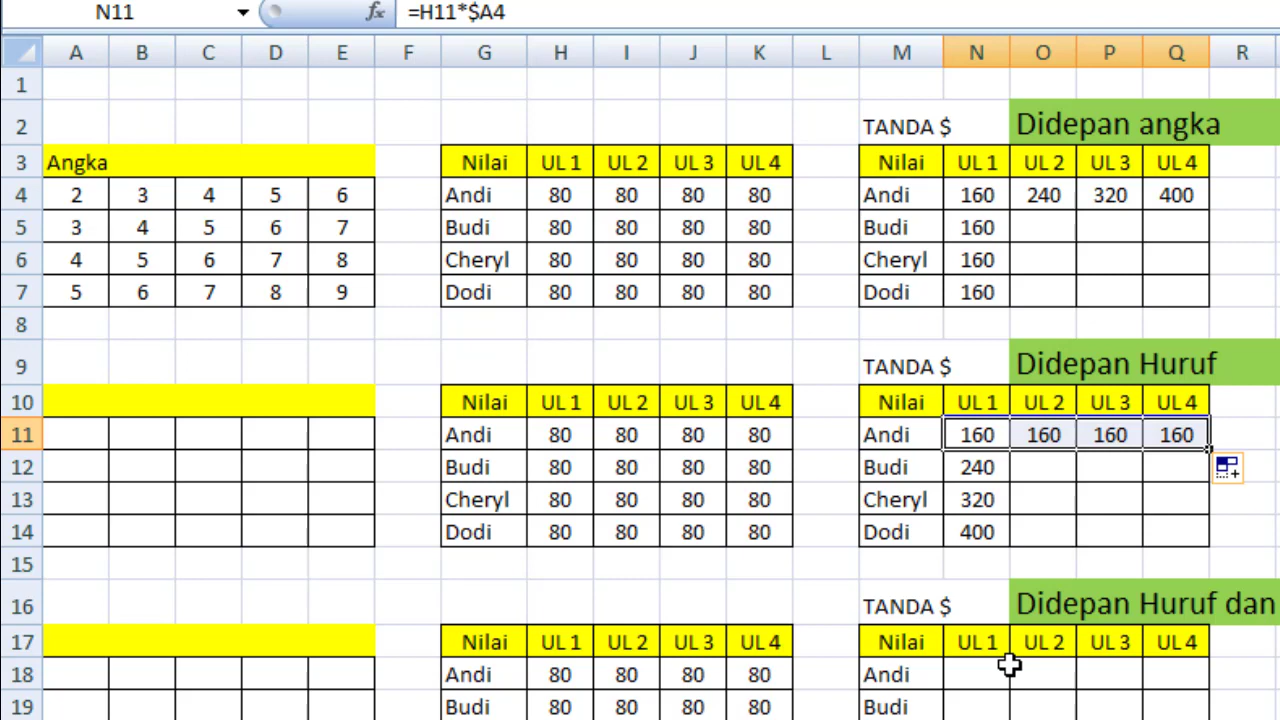 N11 fx =H11*$A4
A B C D E F G H I J K L M N O P Q R
1
2 TANDA $ Didepan angka
3 Angka Nilai UL 1 UL 2 UL 3 UL 4 Nilai UL 1 UL 2 UL 3 UL 4
4 2 3 4 5 6 Andi 80 80 80 80 Andi 160 240 320 400
5 3 4 5 6 7 Budi 80 80 80 80 Budi 160
6 4 5 6 7 8 Cheryl 80 80 80 80 Cheryl 160
7 5 6 7 8 9 Dodi 80 80 80 80 Dodi 160
8
9 TANDA $ Didepan Huruf
10 Nilai UL 1 UL 2 UL 3 UL 4 Nilai UL 1 UL 2 UL 3 UL 4
11 Andi 80 80 80 80 Andi 160 160 160 160
12 Budi 80 80 80 80 Budi 240
13 Cheryl 80 80 80 80 Cheryl 320
14 Dodi 80 80 80 80 Dodi 400
15
16 TANDA $ Didepan Huruf dan
17 Nilai UL 1 UL 2 UL 3 UL 4 Nilai UL 1 UL 2 UL 3 UL 4
18 Andi 80 80 80 80 Andi
19 Budi 80 80 80 80 Budi